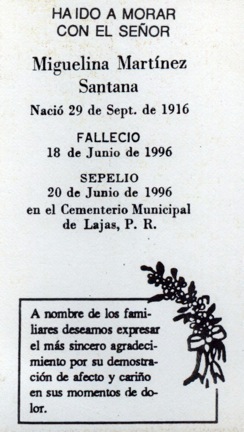 HA IDO A MORAR
CON EL SEÑOR
Miguelina Martínez
Santana
Nació 29 de Sept. de 1916
FALLECIO
18 de Junio de 1996
SEPELIO
20 de Junio de 1996
en el Cementerio Municipal
de Lajas, P. R.
A nombre de los fami-
liares deseamos expresar
el más sincero agradeci-
miento por su demostra-
ción de afecto y cariño
en sus momentos de do-
lor.